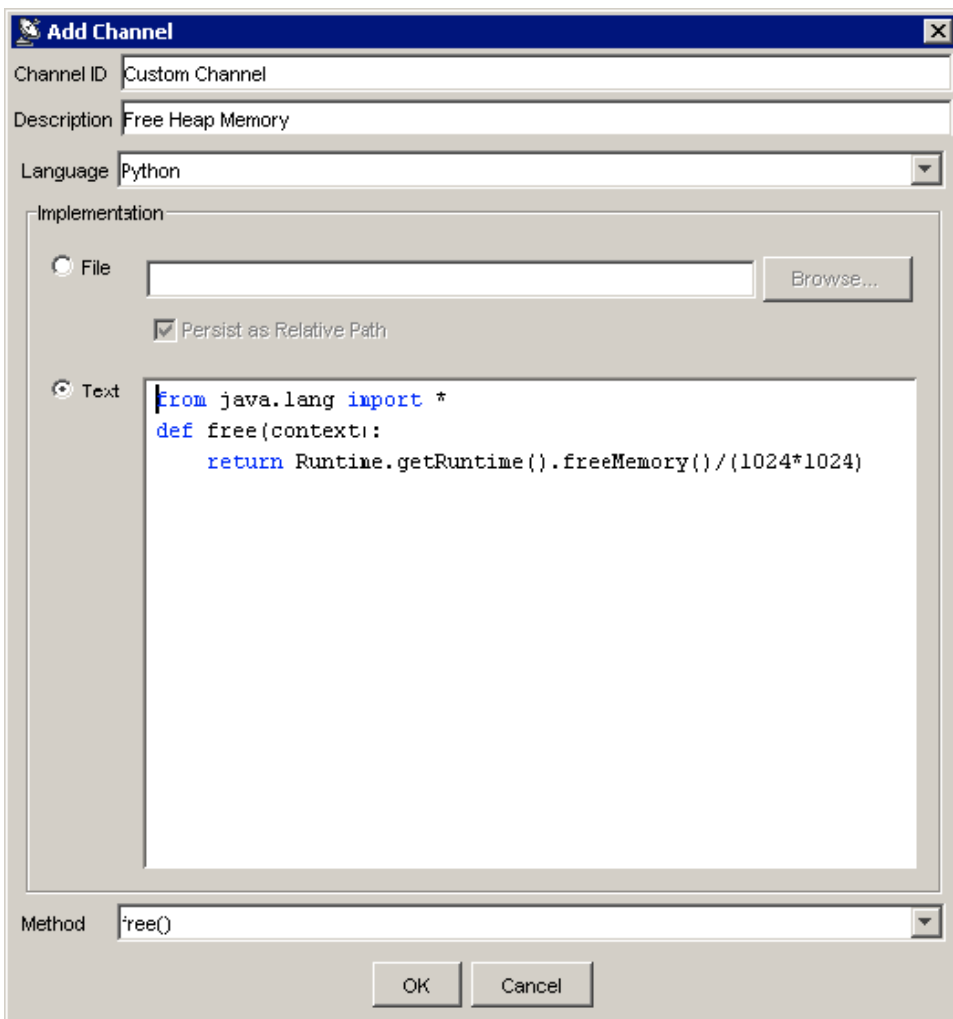 Add Channel
Channel ID Custom Channel
Description Free Heap Memory
Language Python
Implementation
File Browse...
Persist as Relative Path
Text
from java.lang import *
def free(context):
    return Runtime.getRuntime().freeMemory()/(1024*1024)
Method free()
OK Cancel